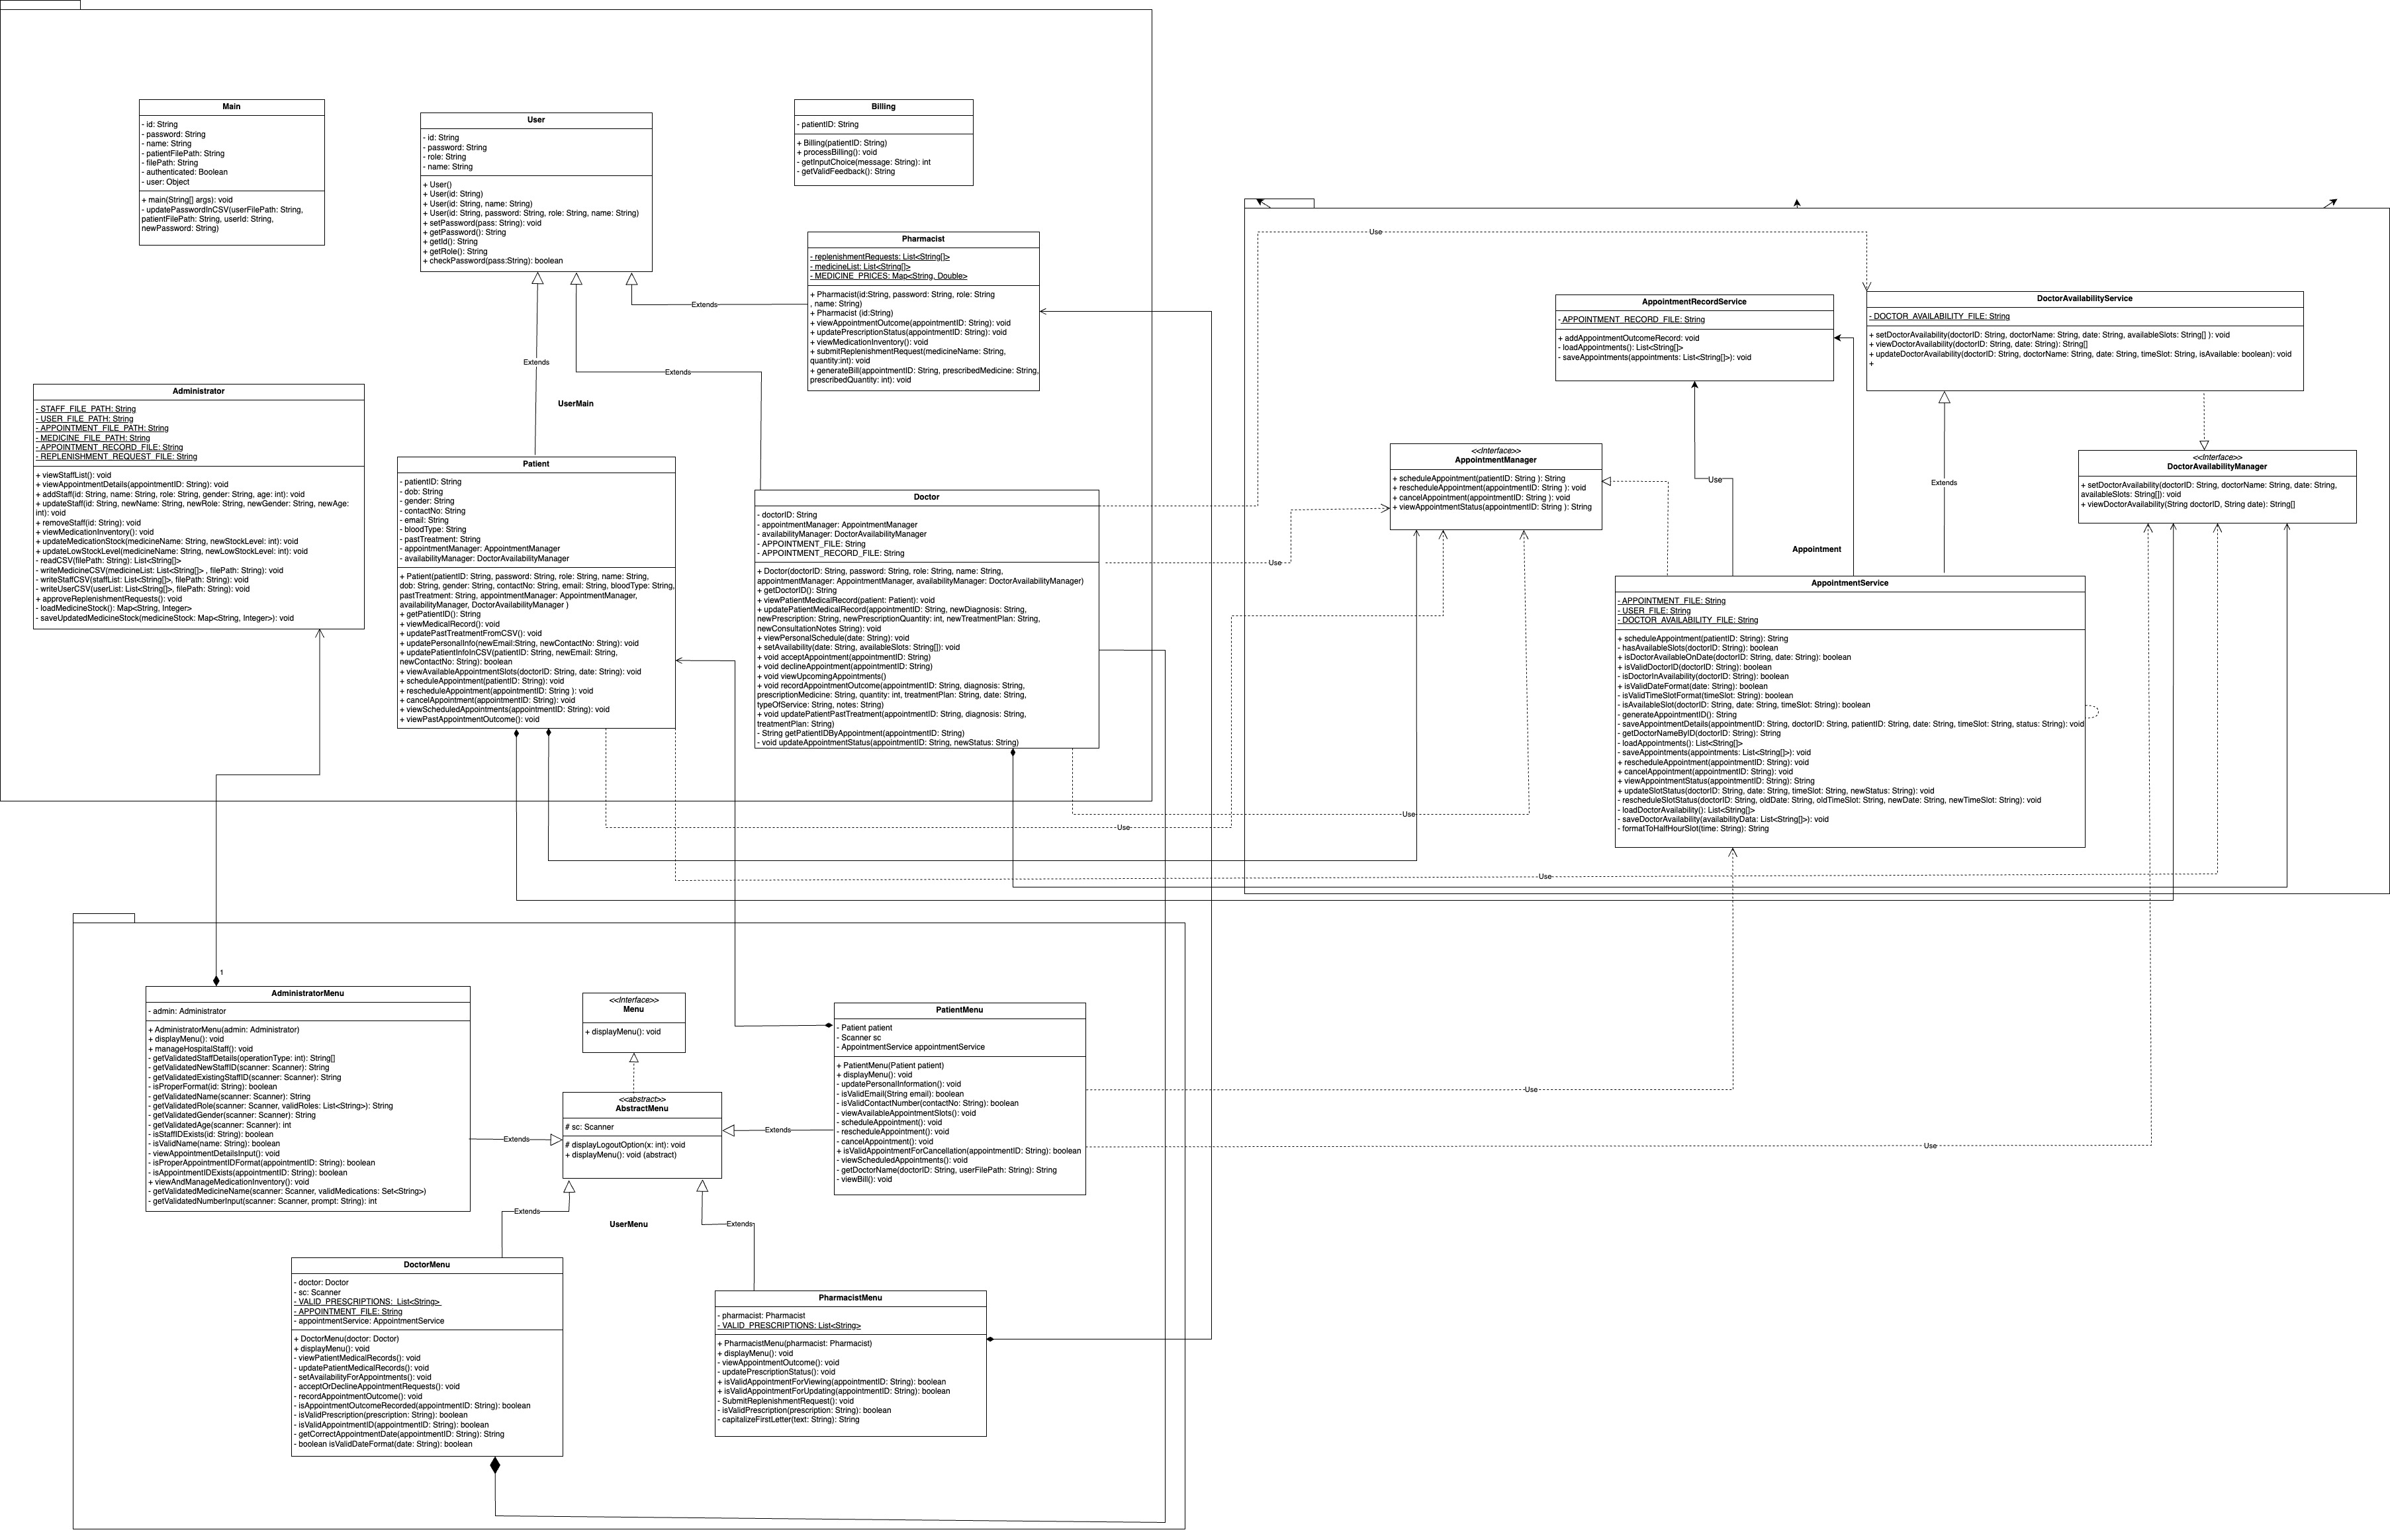 Main
- id: String
- password: String
- name: String
- patientFilePath: String
- filePath: String
- authenticated: Boolean
- user: Object
+ main(String[] args): void
- updatePasswordInCSV(userFilePath: String,
patientFilePath: String, userId: String,
newPassword: String)
User
- id: String
- password: String
- role: String
- name: String
+ User()
+ User(id: String)
+ User(id: String, name: String)
+ User(id: String, password: String, role: String, name: String)
+ setPassword(pass: String): void
+ getPassword(): String
+ getId(): String
+ getRole(): String
+ checkPassword(pass:String): boolean
Billing
- patientID: String
+ Billing(patientID: String)
+ processBilling(): void
- getInputChoice(message: String): int
- getValidFeedback(): String
Pharmacist
- replenishmentRequests: List<String[]>
- medicineList: List<String[]>
- MEDICINE_PRICES: Map<String, Double>
+ Pharmacist(id:String, password: String, role: String
, name: String)
+ Pharmacist (id:String)
+ viewAppointmentOutcome(appointmentID: String): void
+ updatePrescriptionStatus(appointmentID: String): void
+ viewMedicationInventory(): void
+ submitReplenishmentRequest(medicineName: String,
quantity:int): void
+ generateBill(appointmentID: String, prescribedMedicine: String,
prescribedQuantity: int): void
Extends
Extends
Extends
UserMain
Administrator
- STAFF_FILE_PATH: String
- USER_FILE_PATH: String
- APPOINTMENT_FILE_PATH: String
- MEDICINE_FILE_PATH: String
- APPOINTMENT_RECORD_FILE: String
- REPLENISHMENT_REQUEST_FILE: String
+ viewStaffList(): void
+ viewAppointmentDetails(appointmentID: String): void
+ addStaff(id: String, name: String, role: String, gender: String, age: int): void
+ updateStaff(id: String, newName: String, newRole: String, newGender: String, newAge:
int): void
+ removeStaff(id: String): void
+ viewMedicationInventory(): void
+ updateMedicationStock(medicineName: String, newStockLevel: int): void
+ updateLowStockLevel(medicineName: String, newLowStockLevel: int): void
- readCSV(filePath: String): List<String[]>
- writeMedicineCSV(medicineList: List<String[]> , filePath: String): void
- writeStaffCSV(staffList: List<String[]>, filePath: String): void
- writeUserCSV(userList: List<String[]>, filePath: String): void
+ approveReplenishmentRequests(): void
- loadMedicineStock(): Map<String, Integer>
- saveUpdatedMedicineStock(medicineStock: Map<String, Integer>): void
Patient
- patientID: String
- dob: String
- gender: String
- contactNo: String
- email: String
- bloodType: String
- pastTreatment: String
- appointmentManager: AppointmentManager
- availabilityManager: DoctorAvailabilityManager
+ Patient(patientID: String, password: String, role: String, name: String,
dob: String, gender: String, contactNo: String, email: String, bloodType: String,
pastTreatment: String, appointmentManager: AppointmentManager,
availabilityManager, DoctorAvailabilityManager )
+ getPatientID(): String
+ viewMedicalRecord(): void
+ updatePastTreatmentFromCSV(): void
+ updatePersonalInfo(newEmail:String, newContactNo: String): void
+ updatePatientInfoInCSV(patientID: String, newEmail: String,
newContactNo: String): boolean
+ viewAvailableAppointmentSlots(doctorID: String, date: String): void
+ scheduleAppointment(patientID: String): void
+ rescheduleAppointment(appointmentID: String ): void
+ cancelAppointment(appointmentID: String): void
+ viewScheduledAppointments(appointmentID: String): void
+ viewPastAppointmentOutcome(): void
Doctor
- doctorID: String
- appointmentManager: AppointmentManager
- availabilityManager: DoctorAvailabilityManager
- APPOINTMENT_FILE: String
- APPOINTMENT_RECORD_FILE: String
+ Doctor(doctorID: String, password: String, role: String, name: String,
appointmentManager: AppointmentManager, availabilityManager: DoctorAvailabilityManager)
+ getDoctorID(): String
+ viewPatientMedicalRecord(patient: Patient): void
+ updatePatientMedicalRecord(appointmentID: String, newDiagnosis: String,
newPrescription: String, newPrescriptionQuantity: int, newTreatmentPlan: String,
newConsultationNotes String): void
+ viewPersonalSchedule(date: String): void
+ setAvailability(date: String, availableSlots: String[]): void
+ void acceptAppointment(appointmentID: String)
+ void declineAppointment(appointmentID: String)
+ void viewUpcomingAppointments()
+ void recordAppointmentOutcome(appointmentID: String, diagnosis: String,
prescriptionMedicine: String, quantity: int, treatmentPlan: String, date: String,
typeOfService: String, notes: String)
+ void updatePatientPastTreatment(appointmentID: String, diagnosis: String,
treatmentPlan: String)
- String getPatientIDByAppointment(appointmentID: String)
- void updateAppointmentStatus(appointmentID: String, newStatus: String)
Use
Use
Use
Use
Use
AppointmentRecordService
- APPOINTMENT_RECORD_FILE: String
+ addAppointmentOutcomeRecord: void
- loadAppointments(): List<String[]>
- saveAppointments(appointments: List<String[]>): void
DoctorAvailabilityService
- DOCTOR_AVAILABILITY_FILE: String
+ setDoctorAvailability(doctorID: String, doctorName: String, date: String, availableSlots: String[] ): void
+ viewDoctorAvailability(doctorID: String, date: String): String[]
+ updateDoctorAvailability(doctorID: String, doctorName: String, date: String, timeSlot: String, isAvailable: boolean): void
+
<<Interface>>
AppointmentManager
+ scheduleAppointment(patientID: String ): String)
+ rescheduleAppointment(appointmentID: String ): void
+ cancelAppointment(appointmentID: String ): void
+ viewAppointmentStatus(appointmentID: String ): String
Use
Extends
<<Interface>>
DoctorAvailabilityManager
+ setDoctorAvailability(doctorID: String, doctorName: String, date: String,
availableSlots: String[]): void
+ viewDoctorAvailability(String doctorID, String date): String[]
Appointment
AppointmentService
- APPOINTMENT_FILE: String
- USER_FILE: String
- DOCTOR_AVAILABILITY_FILE: String
+ scheduleAppointment(patientID: String): String
- hasAvailableSlots(doctorID: String): boolean
+ isDoctorAvailableOnDate(doctorID: String, date: String): boolean
+ isValidDoctorID(doctorID: String): boolean
- isDoctorInAvailability(doctorID: String): boolean
+ isValidDateFormat(date: String): boolean
- isValidTimeSlotFormat(timeSlot: String): boolean
- isAvailableSlot(doctorID: String, date: String, timeSlot: String): boolean
- generateAppointmentID(): String
- saveAppointmentDetails(appointmentID: String, doctorID: String, patientID: String, date: String, timeSlot: String, status: String): void
- getDoctorNameByID(doctorID: String): String
- loadAppointments(): List<String[]>
- saveAppointments(appointments: List<String[]>): void
+ rescheduleAppointment(appointmentID: String): void
+ cancelAppointment(appointmentID: String): void
+ viewAppointmentStatus(appointmentID: String): String
+ updateSlotStatus(doctorID: String, date: String, timeSlot: String, newStatus: String): void
- rescheduleSlotStatus(doctorID: String, oldDate: String, oldTimeSlot: String, newDate: String, newTimeSlot: String): void
- loadDoctorAvailability(): List<String[]>
- saveDoctorAvailability(availabilityData: List<String[]>): void
- formatToHalfHourSlot(time: String): String
1
AdministratorMenu
- admin: Administrator
+ AdministratorMenu(admin: Administrator)
+ displayMenu(): void
+ manageHospitalStaff(): void
- getValidatedStaffDetails(operationType: int): String[]
- getValidatedNewStaffID(scanner: Scanner): String
- getValidatedExistingStaffID(scanner: Scanner): String
- isProperFormat(id: String): boolean
- getValidatedName(scanner: Scanner): String
- getValidatedRole(scanner: Scanner, validRoles: List<String>): String
- getValidatedGender(scanner: Scanner): String
- getValidatedAge(scanner: Scanner): int
- isStaffIDExists(id: String): boolean
- isValidName(name: String): boolean
- viewAppointmentDetailsInput(): void
- isProperAppointmentIDFormat(appointmentID: String): boolean
- isAppointmentIDExists(appointmentID: String): boolean
+ viewAndManageMedicationInventory(): void
- getValidatedMedicineName(scanner: Scanner, validMedications: Set<String>)
- getValidatedNumberInput(scanner: Scanner, prompt: String): int
<<Interface>>
Menu
+ displayMenu(): void
<<abstract>>
AbstractMenu
# sc: Scanner
# displayLogoutOption(x: int): void
+ displayMenu(): void (abstract)
Extends
Extends
Extends
Extends
UserMenu
PatientMenu
- Patient patient
- Scanner sc
- AppointmentService appointmentService
+ PatientMenu(Patient patient)
+ displayMenu(): void
- updatePersonalInformation(): void
- isValidEmail(String email): boolean
- isValidContactNumber(contactNo: String): boolean
- viewAvailableAppointmentSlots(): void
- scheduleAppointment(): void
- rescheduleAppointment(): void
- cancelAppointment(): void
+ isValidAppointmentForCancellation(appointmentID: String): boolean
- viewScheduledAppointments(): void
- getDoctorName(doctorID: String, userFilePath: String): String
- viewBill(): void
Use
Use
DoctorMenu
- doctor: Doctor
- sc: Scanner
- VALID_PRESCRIPTIONS: List<String>
- APPOINTMENT_FILE: String
- appointmentService: AppointmentService
+ DoctorMenu(doctor: Doctor)
+ displayMenu(): void
- viewPatientMedicalRecords(): void
- updatePatientMedicalRecords(): void
- setAvailabilityForAppointments(): void
- acceptOrDeclineAppointmentRequests(): void
- recordAppointmentOutcome(): void
- isAppointmentOutcomeRecorded(appointmentID: String): boolean
- isValidPrescription(prescription: String): boolean
- isValidAppointmentID(appointmentID: String): boolean
- getCorrectAppointmentDate(appointmentID: String): String
- boolean isValidDateFormat(date: String): boolean
PharmacistMenu
- pharmacist: Pharmacist
- VALID_PRESCRIPTIONS: List<String>
+ PharmacistMenu(pharmacist: Pharmacist)
+ displayMenu(): void
- viewAppointmentOutcome(): void
- updatePrescriptionStatus(): void
+ isValidAppointmentForViewing(appointmentID: String): boolean
+ isValidAppointmentForUpdating(appointmentID: String): boolean
- SubmitReplenishmentRequest(): void
- isValidPrescription(prescription: String): boolean
- capitalizeFirstLetter(text: String): String